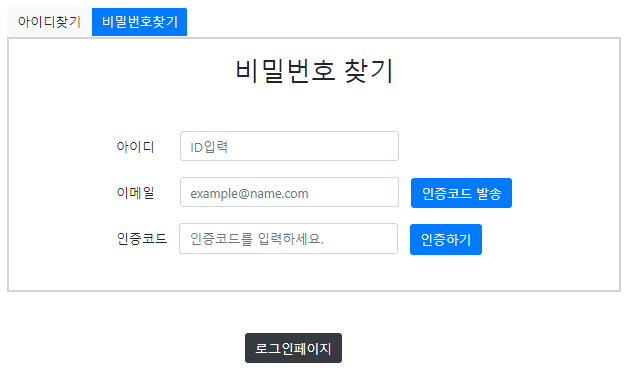 아이디찾기 비밀번호찾기
비밀번호 찾기
아이디 ID입력
이메일 example@name.com 인증코드 발송
인증코드 인증코드를 입력하세요. 인증하기
로그인페이지